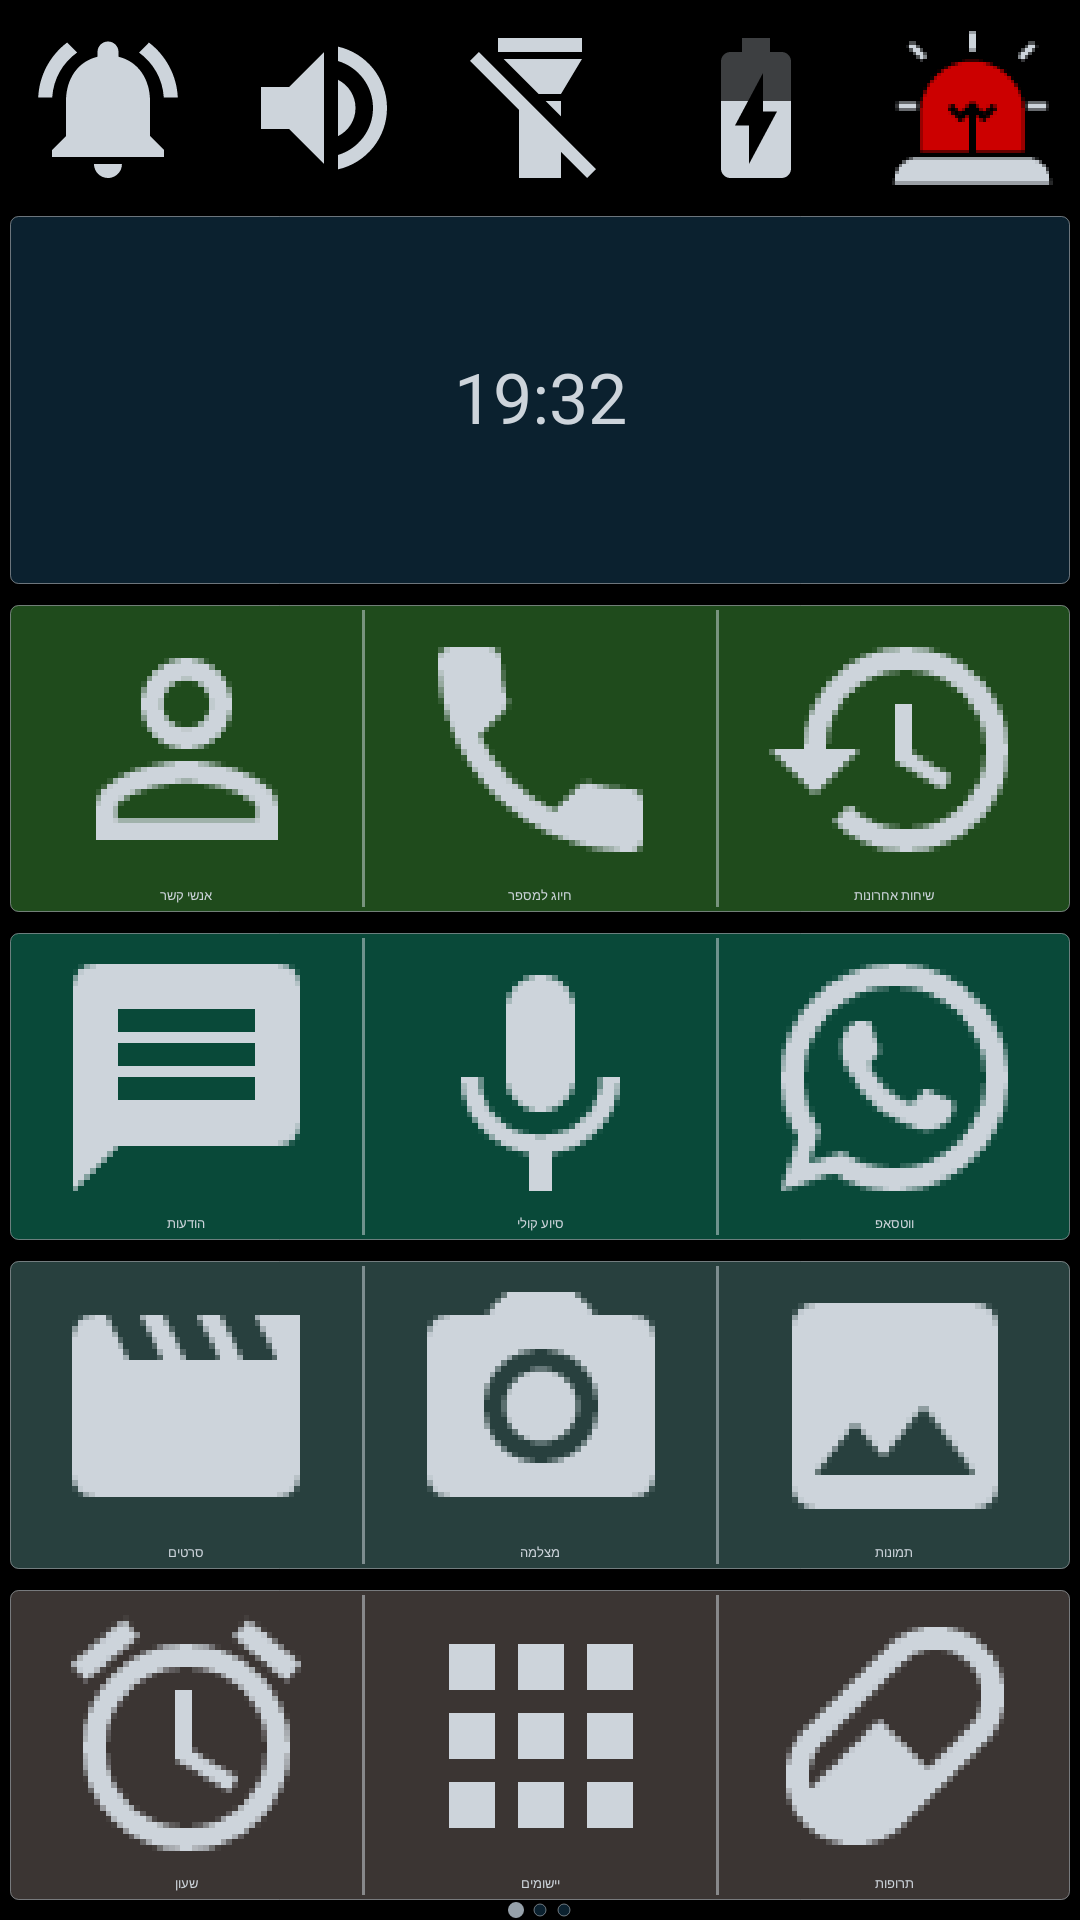 19:32
שיחות אחרונות
חיוג למספר
אנשי קשר
ווטסאפ
סיוע קולי
הודעות
תמונות
מצלמה
סרטים
תרופות
יישומים
שעון